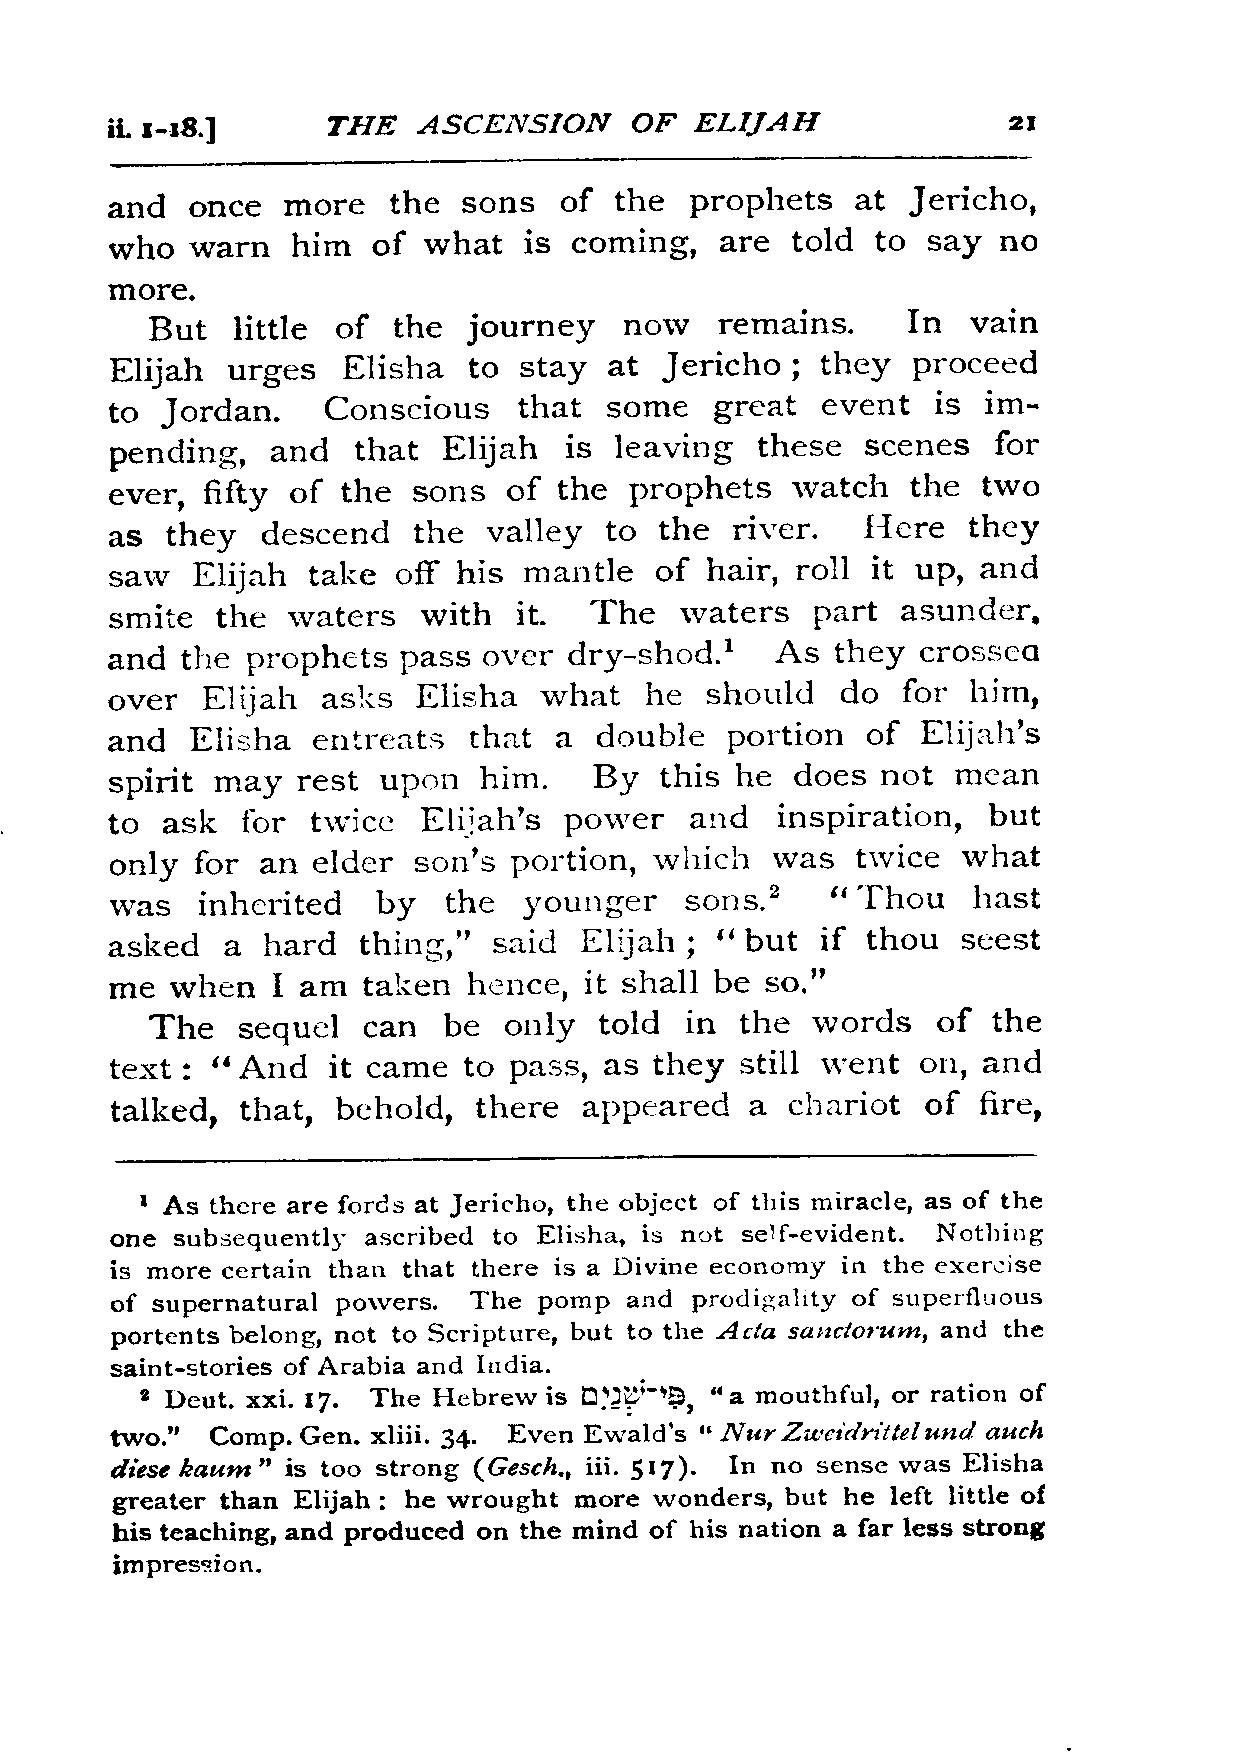 ii. 1-18.] THE ASCENSION OF ELIJAH 21
and once more the sons of the prophets at Jericho,
who warn him of what is coming, are told to say no
more.
But little of the journey now remains. In vain
Elijah urges Elisha to stay at Jericho ; they proceed
to Jordan. Conscious that some great event is im-
pending, and that Elijah is leaving these scenes for
ever, fifty of the sons of the prophets watch the two
as they descend the valley to the river. Here they
saw Elijah take off his mantle of hair, roll it up, and
smite the waters with it. The waters part asunder,
and the prophets pass over dry-shod.¹ As they crossed
over Elijah asks Elisha what he should do for him,
and Elisha entreats that a double portion of Elijah's
spirit may rest upon him. By this he does not mean
to ask for twice Elijah's power and inspiration, but
only for an elder son's portion, which was twice what
was inherited by the younger sons.² “Thou hast
asked a hard thing,” said Elijah ; “but if thou seest
me when I am taken hence, it shall be so.”
The sequel can be only told in the words of the
text : “And it came to pass, as they still went on, and
talked, that, behold, there appeared a chariot of fire,
¹ As there are fords at Jericho, the object of this miracle, as of the
one subsequently ascribed to Elisha, is not self-evident. Nothing
is more certain than that there is a Divine economy in the exercise
of supernatural powers. The pomp and prodigality of superfluous
portents belong, not to Scripture, but to the Acta sanctorum, and the
saint-stories of Arabia and India.
² Deut. xxi. 17. The Hebrew is פִּי־שְׁנַיִם, “a mouthful, or ration of
two.” Comp. Gen. xliii. 34. Even Ewald's “Nur Zweidrittel und auch
diese kaum” is too strong (Gesch., iii. 517). In no sense was Elisha
greater than Elijah : he wrought more wonders, but he left little of
his teaching, and produced on the mind of his nation a far less strong
impression.